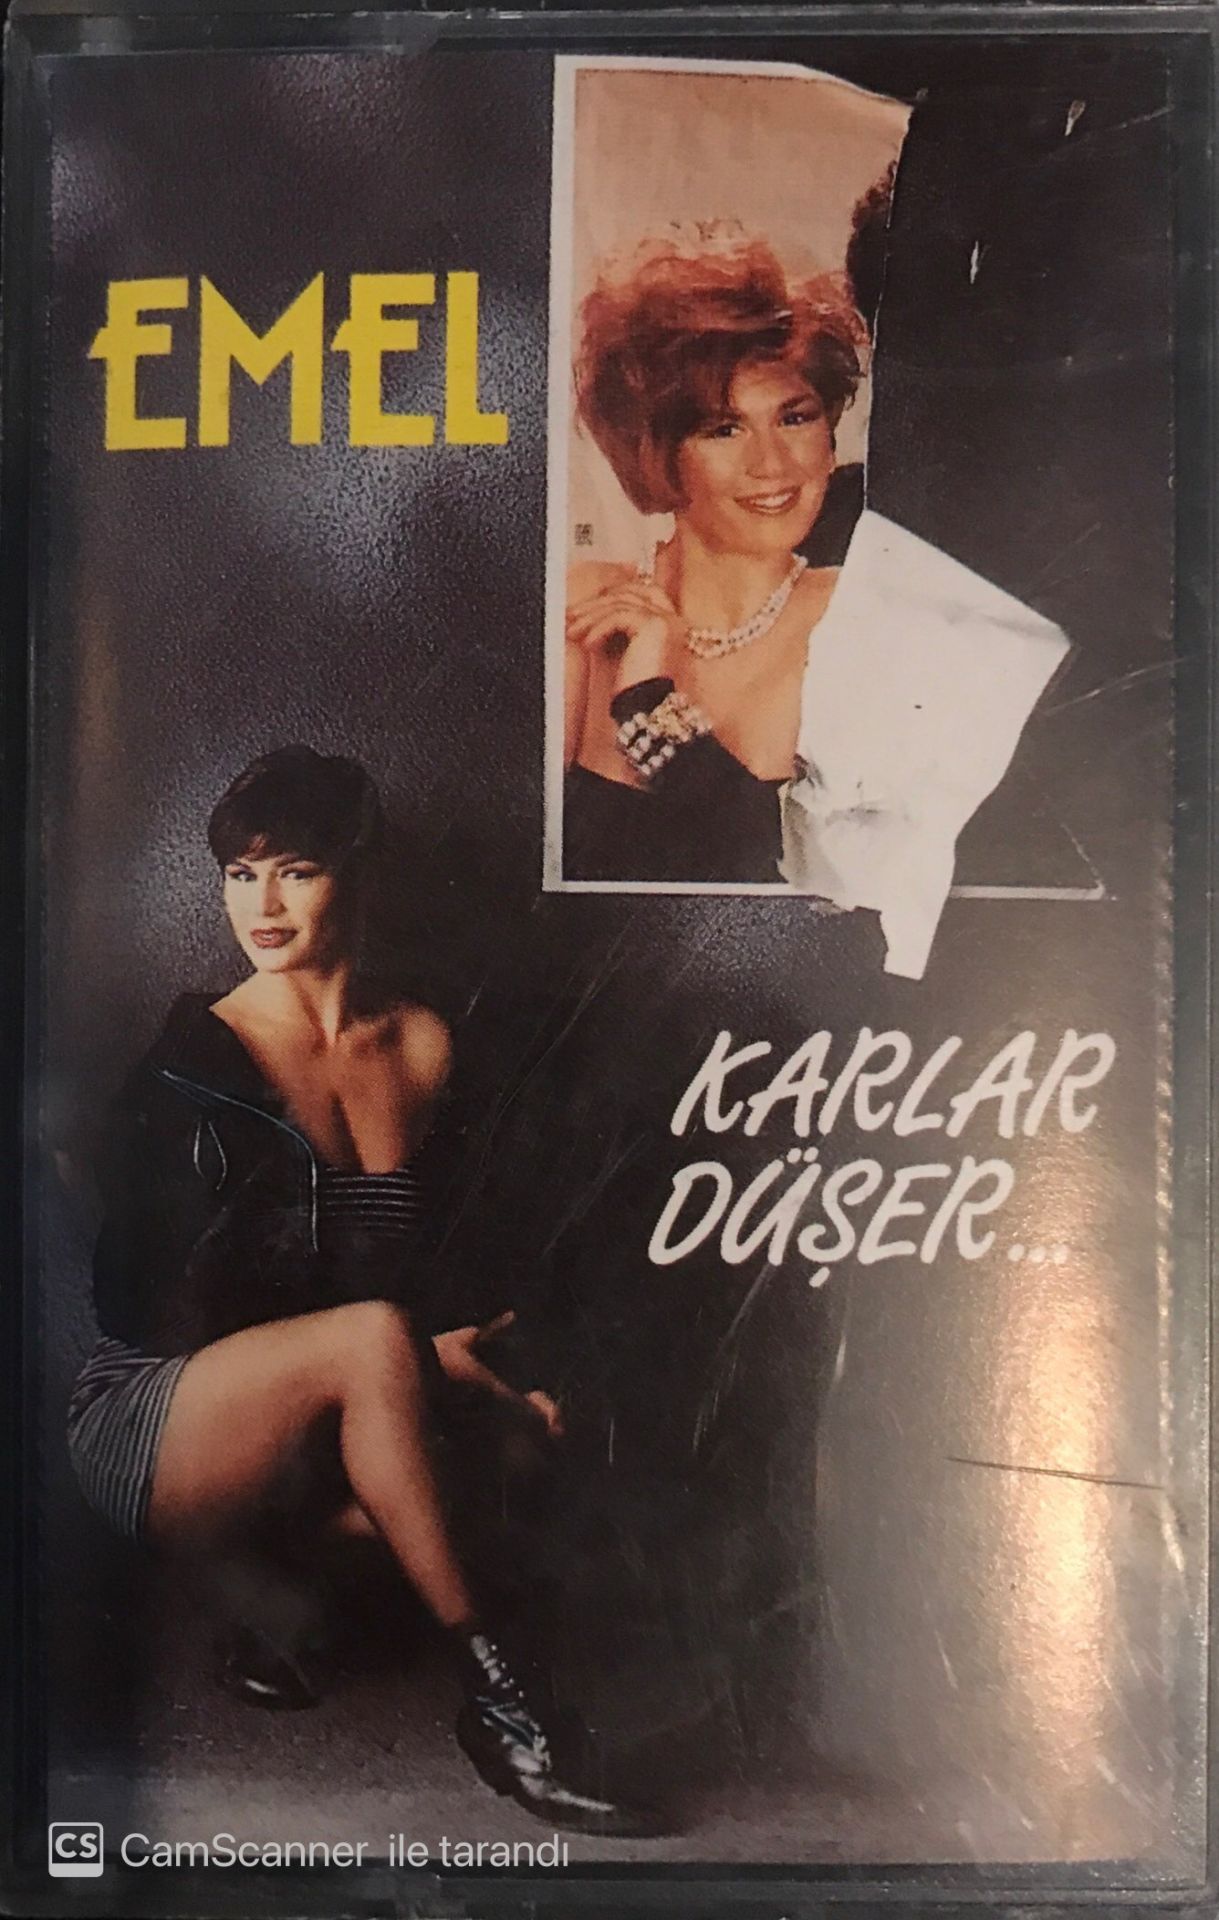 EMEL
KARLAR
DÜŞER...
CS CamScanner ile tarandı